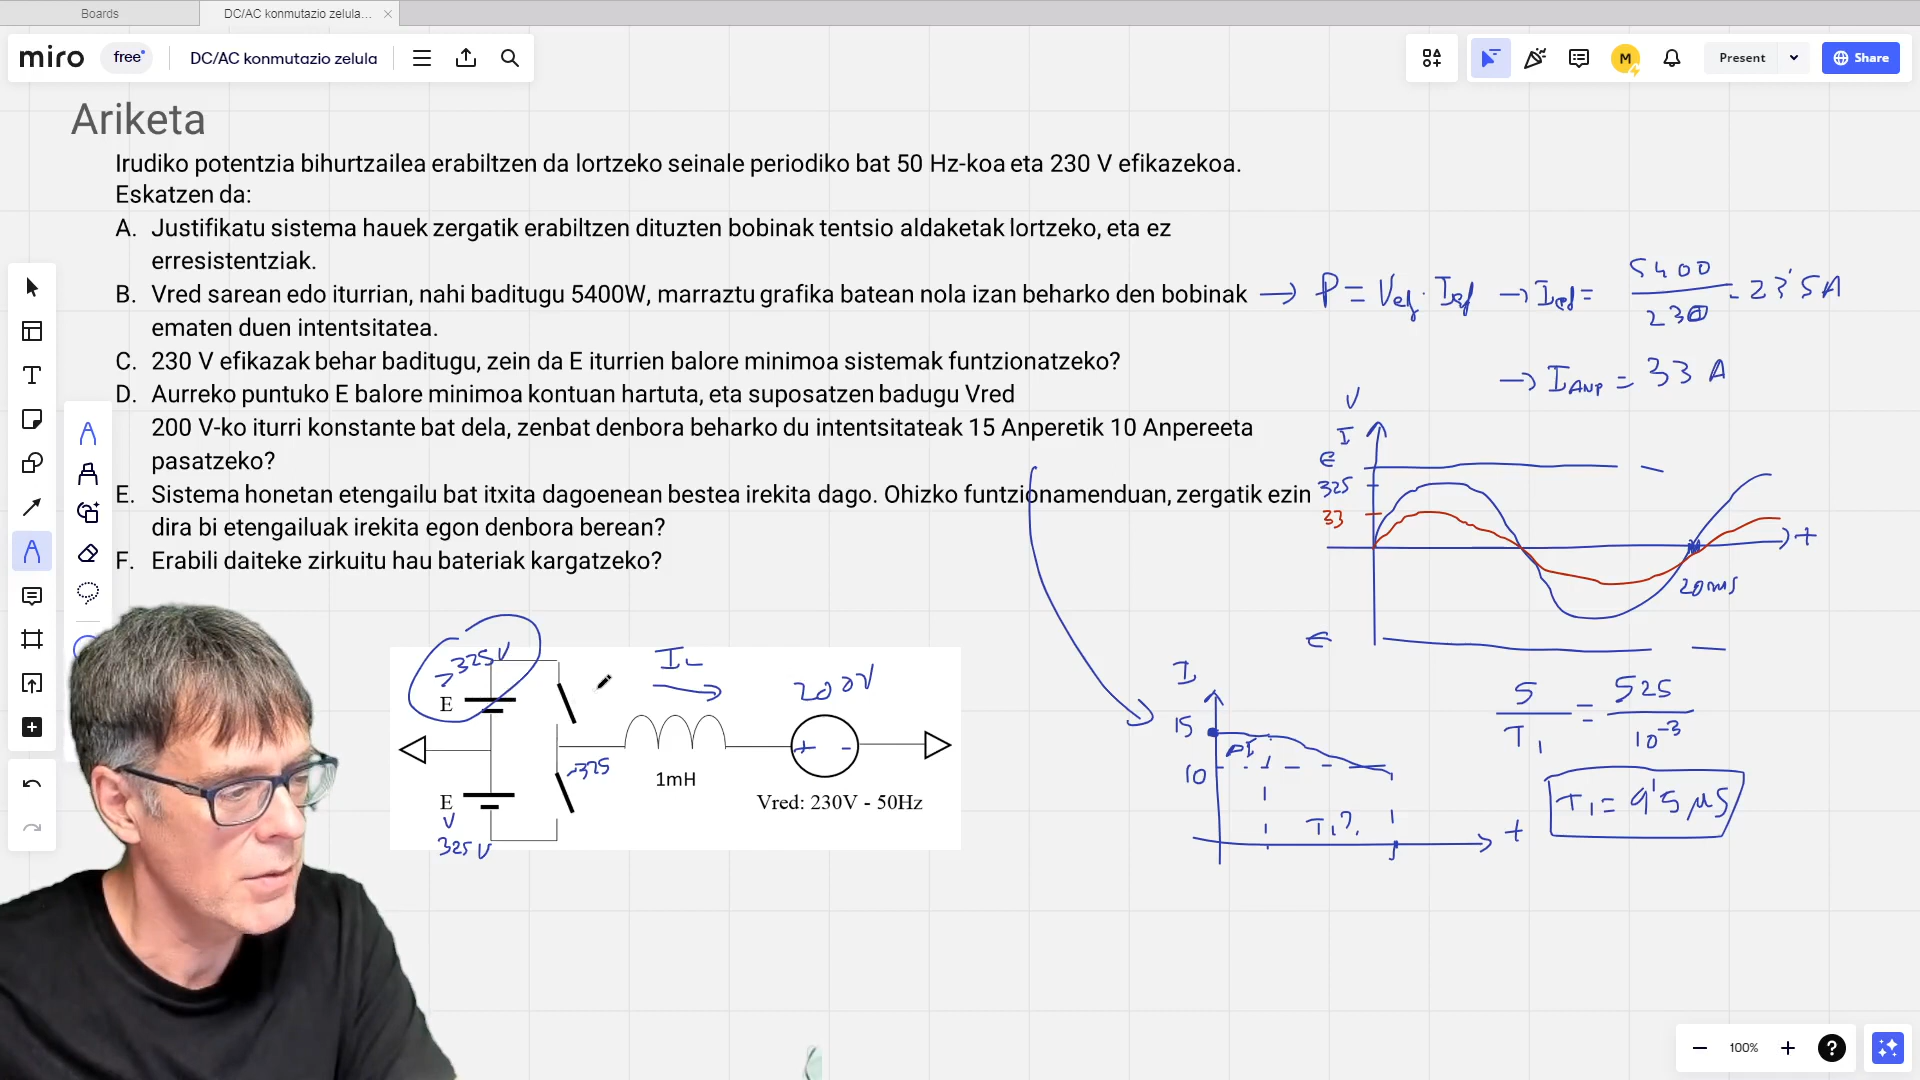 Boards
DC/AC konmutazio zelula...
miro
free
DC/AC konmutazio zelula
M
Present
Share
Ariketa
Irudiko potentzia bihurtzailea erabiltzen da lortzeko seinale periodiko bat 50 Hz-koa eta 230 V efikazekoa.
Eskatzen da:
A. Justifikatu sistema hauek zergatik erabiltzen dituzten bobinak tentsio aldaketak lortzeko, eta ez
erresistentziak.
B. Vred sarean edo iturrian, nahi baditugu 5400W, marraztu grafika batean nola izan beharko den bobinak
ematen duen intentsitatea.
C. 230 V efikazak behar baditugu, zein da E iturrien balore minimoa sistemak funtzionatzeko?
D. Aurreko puntuko E balore minimoa kontuan hartuta, eta suposatzen badugu Vred
200 V-ko iturri konstante bat dela, zenbat denbora beharko du intentsitateak 15 Anperetik 10 Anpereeta
pasatzeko?
E. Sistema honetan etengailu bat itxita dagoenean bestea irekita dago. Ohizko funtzionamenduan, zergatik ezin
dira bi etengailuak irekita egon denbora berean?
F. Erabili daiteke zirkuitu hau bateriak kargatzeko?
→ P = Vef · Ief → Ief = 5400 / 230 = 23'5 A
→ I ANP = 33 A
V
I
E
325
33
t
20ms
E
>325V
E
IL
200V
+ -
-325
1mH
E
V
325 V
Vred: 230V - 50Hz
I
15
ΔI
10
T1?
t
5 / T1 = 525 / 10⁻³
T1 = 9'5 μs
100%